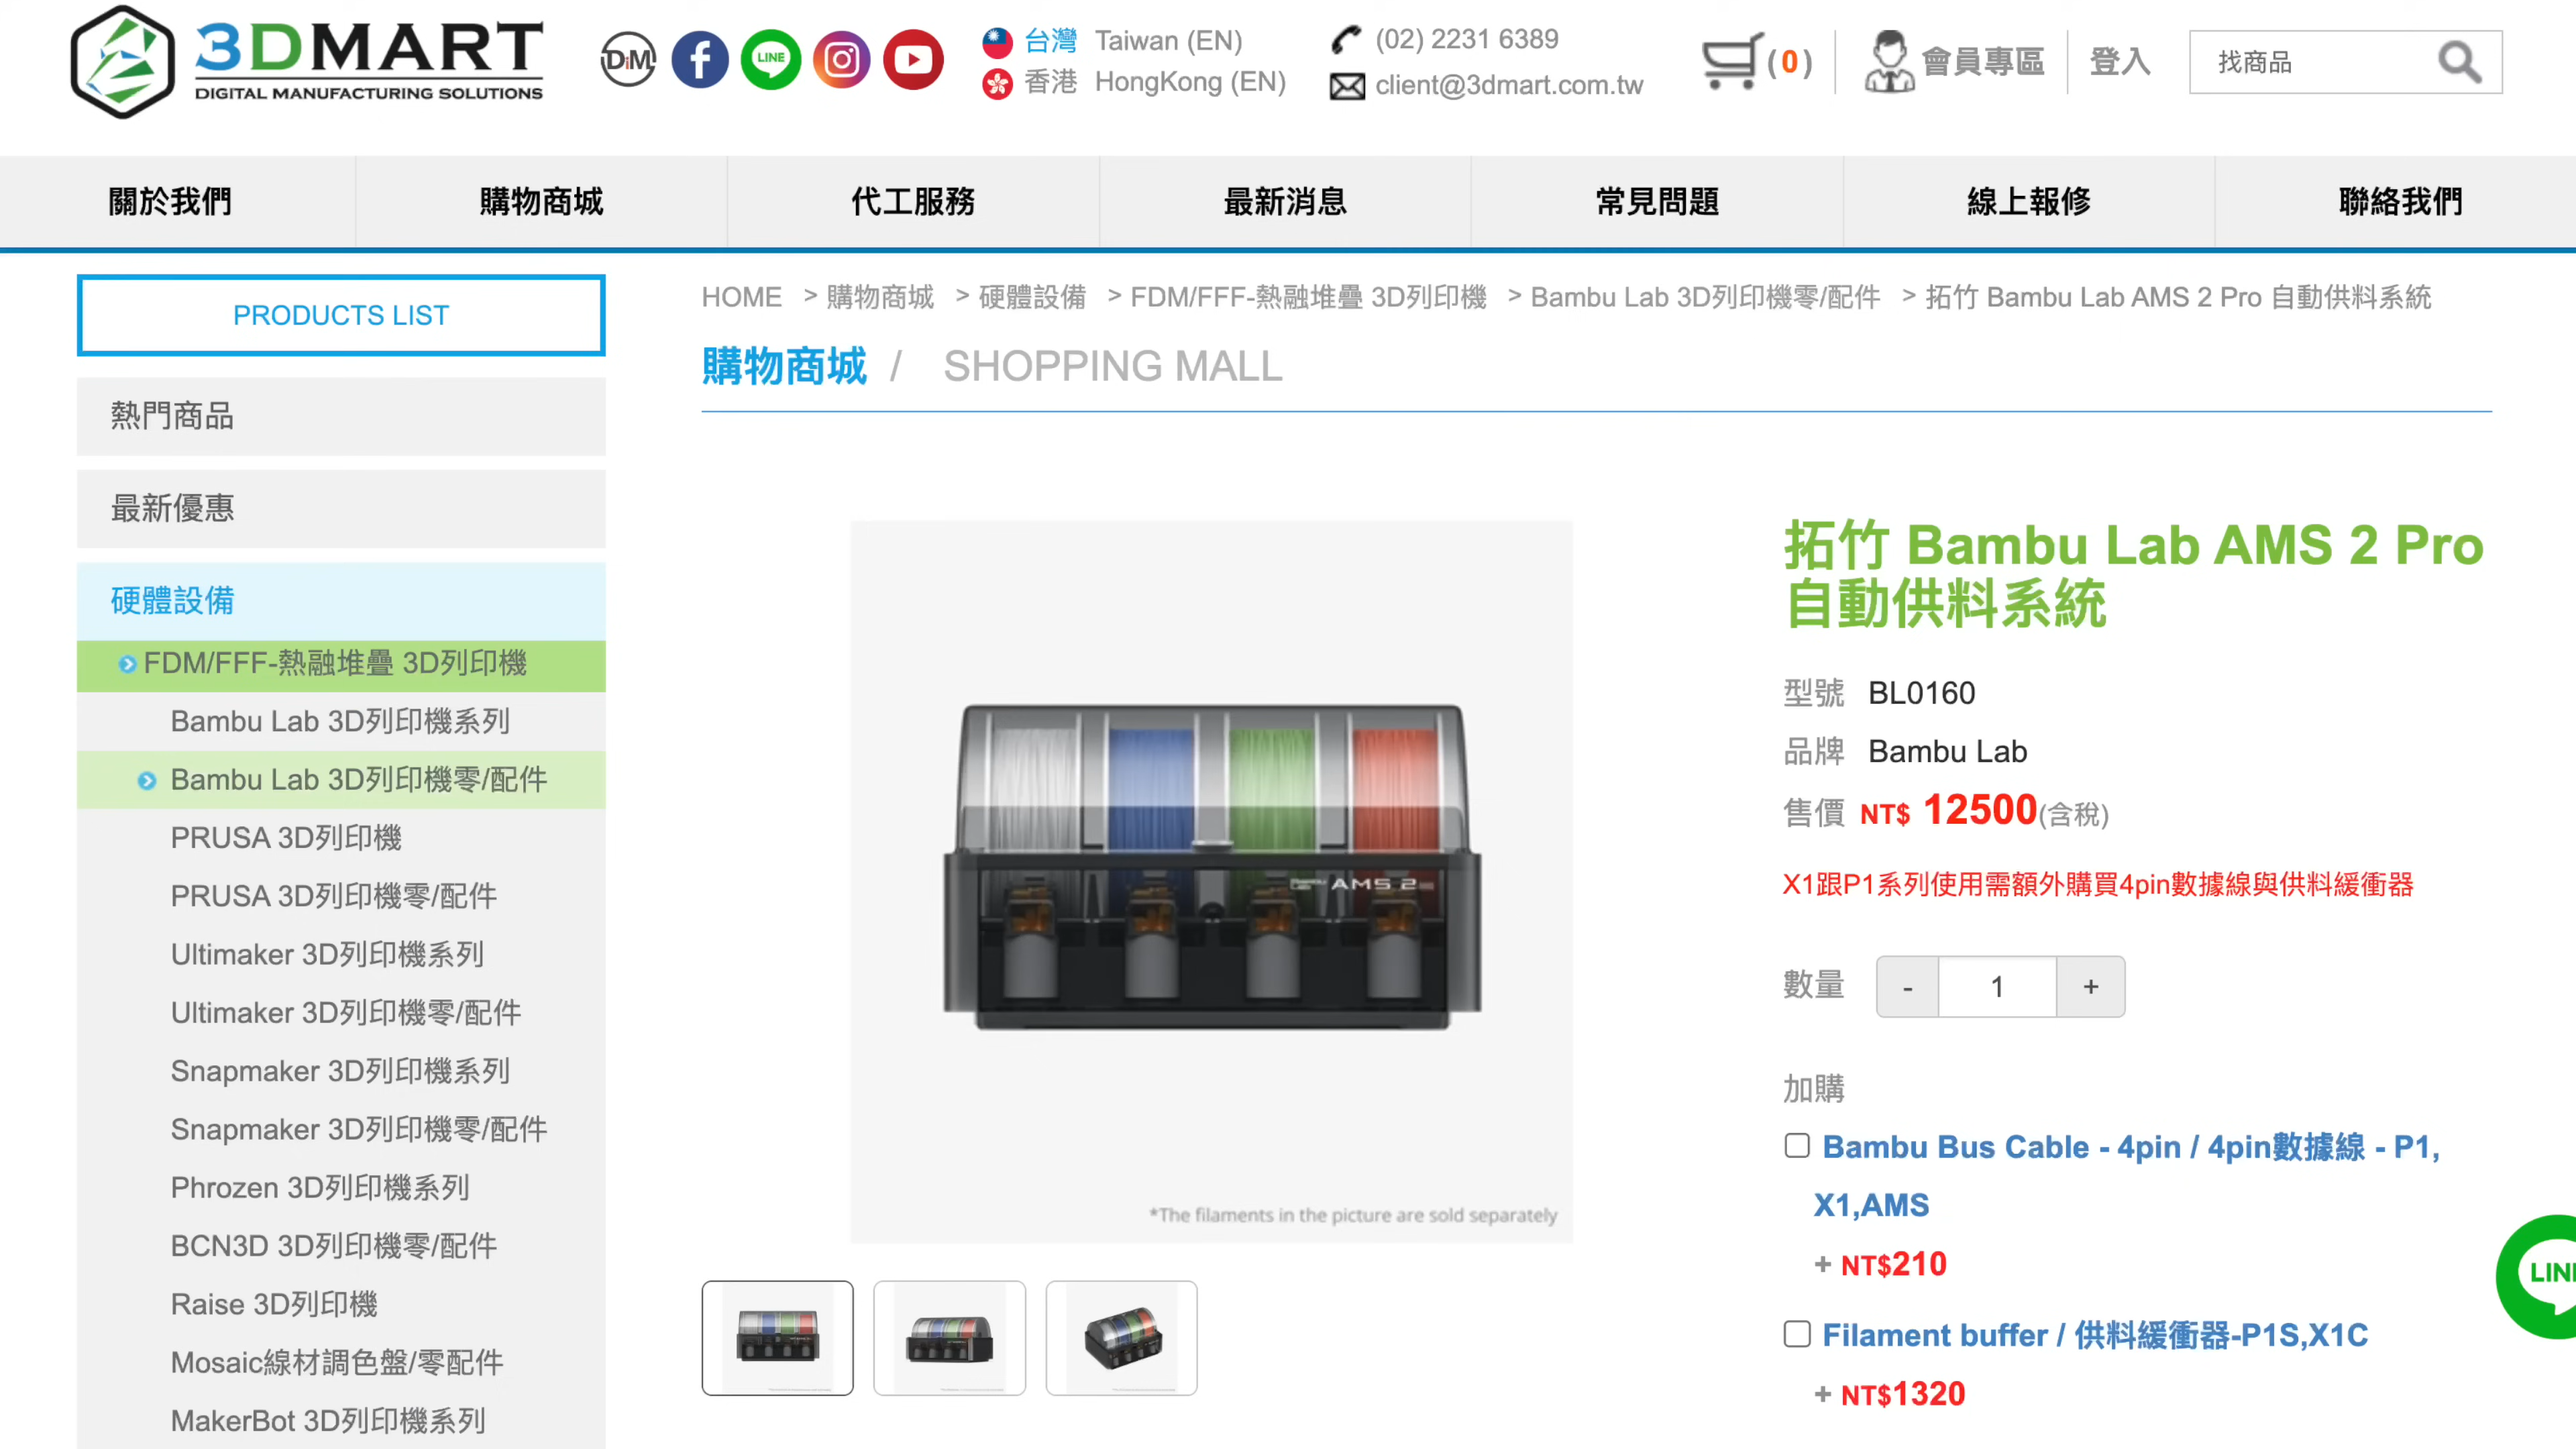 3DMART
DIGITAL MANUFACTURING SOLUTIONS
DiM
LINE
台灣 Taiwan (EN)
香港 HongKong (EN)
(02) 2231 6389
client@3dmart.com.tw
(0)
會員專區
登入
找商品
關於我們
購物商城
代工服務
最新消息
常見問題
線上報修
聯絡我們
PRODUCTS LIST
熱門商品
最新優惠
硬體設備
FDM/FFF-熱融堆疊 3D列印機
Bambu Lab 3D列印機系列
Bambu Lab 3D列印機零/配件
PRUSA 3D列印機
PRUSA 3D列印機零/配件
Ultimaker 3D列印機系列
Ultimaker 3D列印機零/配件
Snapmaker 3D列印機系列
Snapmaker 3D列印機零/配件
Phrozen 3D列印機系列
BCN3D 3D列印機零/配件
Raise 3D列印機
Mosaic線材調色盤/零配件
MakerBot 3D列印機系列
HOME > 購物商城 > 硬體設備 > FDM/FFF-熱融堆疊 3D列印機 > Bambu Lab 3D列印機零/配件 > 拓竹 Bambu Lab AMS 2 Pro 自動供料系統
購物商城 / SHOPPING MALL
AMS 2
*The filaments in the picture are sold separately
拓竹 Bambu Lab AMS 2 Pro
自動供料系統
型號 BL0160
品牌 Bambu Lab
售價 NT$ 12500(含稅)
X1跟P1系列使用需額外購買4pin數據線與供料緩衝器
數量 - 1 +
加購
Bambu Bus Cable - 4pin / 4pin數據線 - P1,
X1,AMS
+ NT$210
Filament buffer / 供料緩衝器-P1S,X1C
+ NT$1320